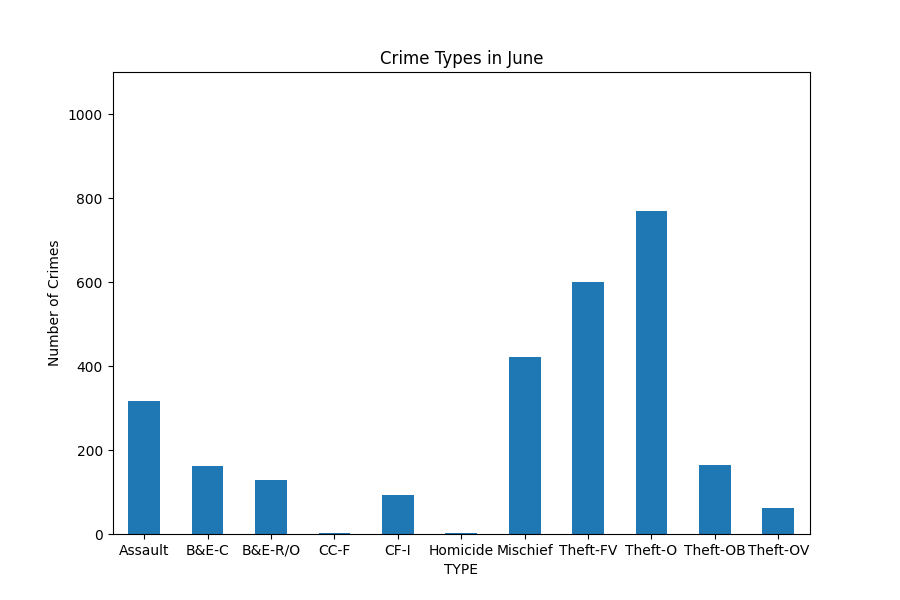 Crime Types in June
Number of Crimes
1000
800
600
400
200
0
Assault B&E-C B&E-R/O CC-F CF-I Homicide Mischief Theft-FV Theft-O Theft-OB Theft-OV
TYPE